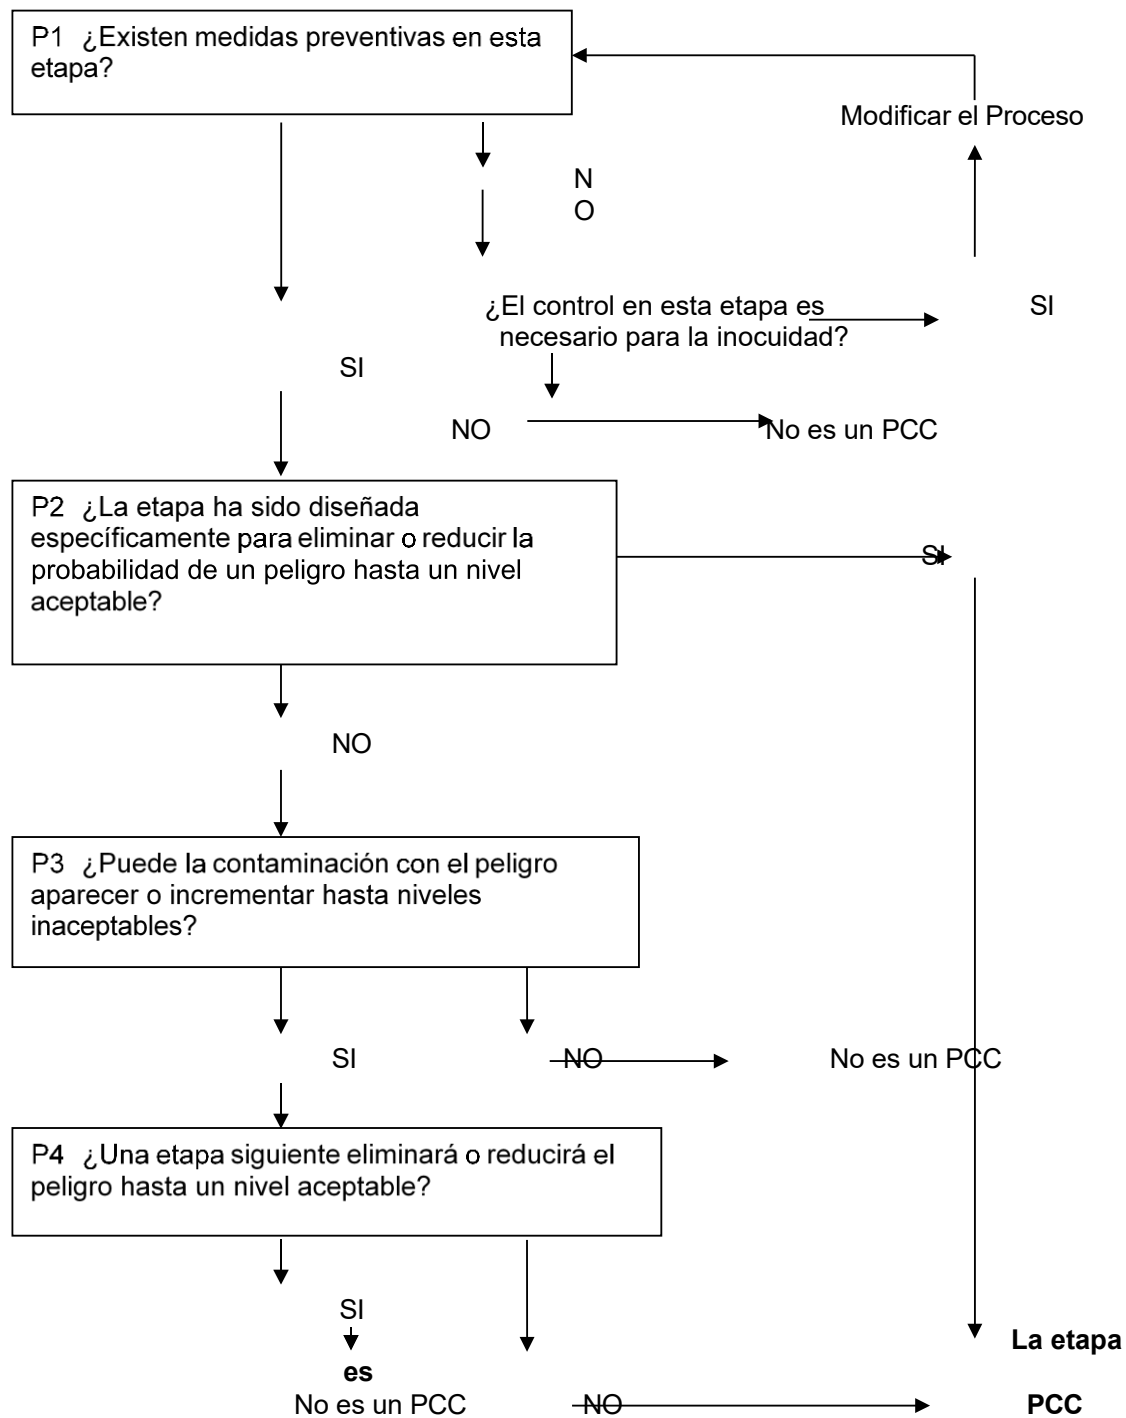 P1 ¿Existen medidas preventivas en esta
etapa?
Modificar el Proceso
N
O
¿El control en esta etapa es
necesario para la inocuidad?
SI
SI
NO
No es un PCC
P2 ¿La etapa ha sido diseñada
específicamente para eliminar o reducir la
probabilidad de un peligro hasta un nivel
aceptable?
SI
NO
P3 ¿Puede la contaminación con el peligro
aparecer o incrementar hasta niveles
inaceptables?
SI
NO
No es un PCC
P4 ¿Una etapa siguiente eliminará o reducirá el
peligro hasta un nivel aceptable?
SI
La etapa
es
No es un PCC
NO
PCC